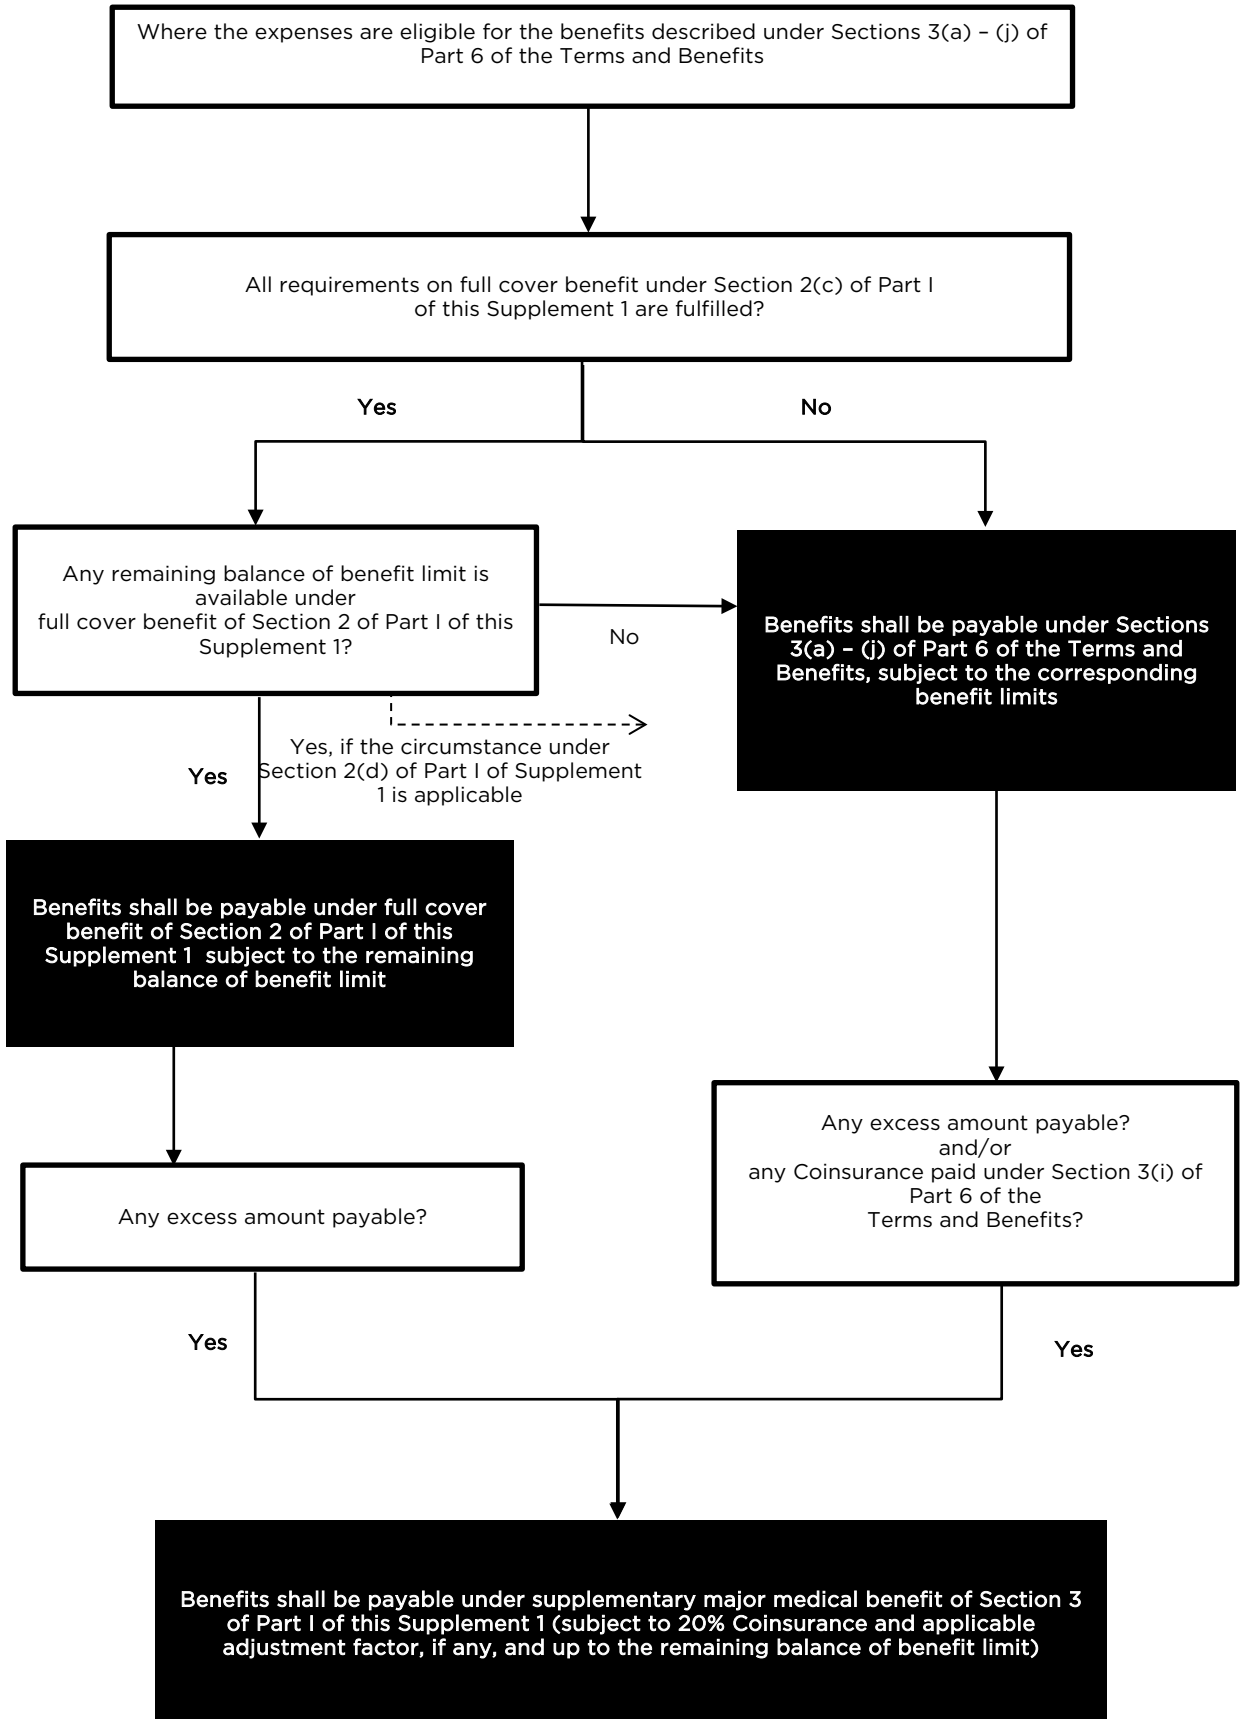 Where the expenses are eligible for the benefits described under Sections 3(a) – (j) of
Part 6 of the Terms and Benefits
All requirements on full cover benefit under Section 2(c) of Part I
of this Supplement 1 are fulfilled?
Yes
No
Any remaining balance of benefit limit is
available under
full cover benefit of Section 2 of Part I of this
Supplement 1?
No
Benefits shall be payable under Sections
3(a) – (j) of Part 6 of the Terms and
Benefits, subject to the corresponding
benefit limits
Yes, if the circumstance under
Section 2(d) of Part I of Supplement
1 is applicable
Yes
Benefits shall be payable under full cover
benefit of Section 2 of Part I of this
Supplement 1 subject to the remaining
balance of benefit limit
Any excess amount payable?
Any excess amount payable?
and/or
any Coinsurance paid under Section 3(i) of
Part 6 of the
Terms and Benefits?
Yes
Yes
Benefits shall be payable under supplementary major medical benefit of Section 3
of Part I of this Supplement 1 (subject to 20% Coinsurance and applicable
adjustment factor, if any, and up to the remaining balance of benefit limit)